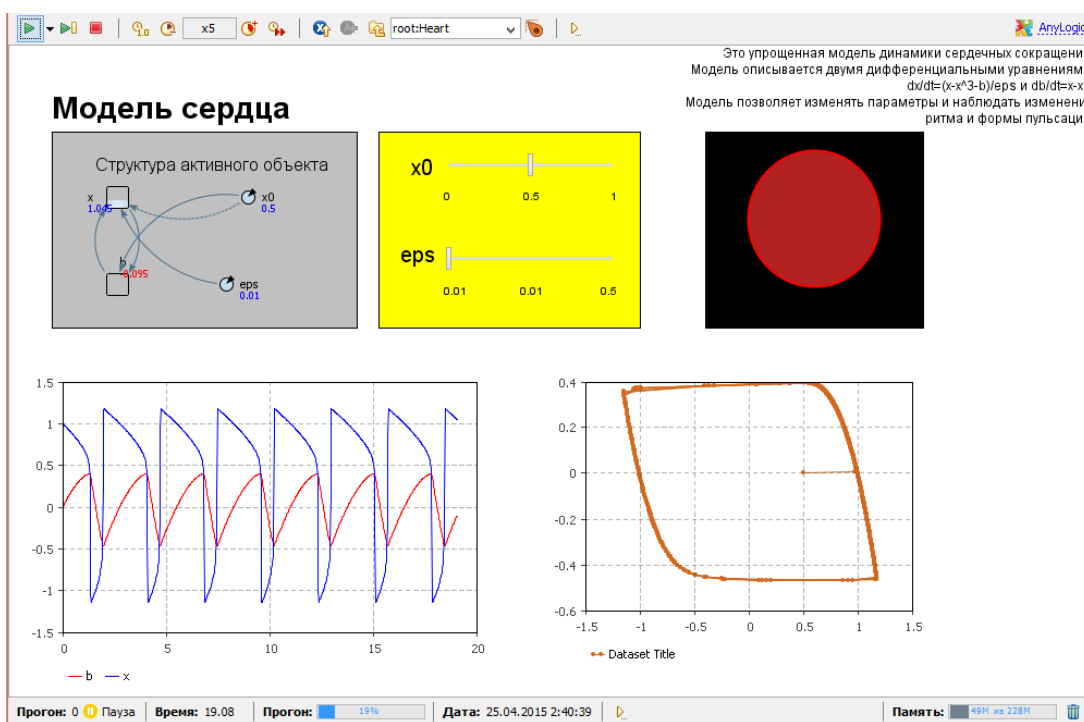 x5
root:Heart
AnyLogic
Это упрощенная модель динамики сердечных сокращени
Модель описывается двумя дифференциальными уравнениям
dx/dt=(x-x^3-b)/eps и db/dt=x-x
Модель позволяет изменять параметры и наблюдать изменени
ритма и формы пульсаци
Модель сердца
Структура активного объекта
x
1.045
x0
0.5
b
-0.095
eps
0.01
x0
0 0.5 1
eps
0.01 0.01 0.5
1.5
1
0.5
0
-0.5
-1
-1.5
0 5 10 15 20
b x
0.4
0.2
0
-0.2
-0.4
-0.6
-1.5 -1 -0.5 0 0.5 1 1.5
Dataset Title
Прогон: 0 Пауза Время: 19.08 Прогон: 19% Дата: 25.04.2015 2:40:39 Память: 49M из 228M